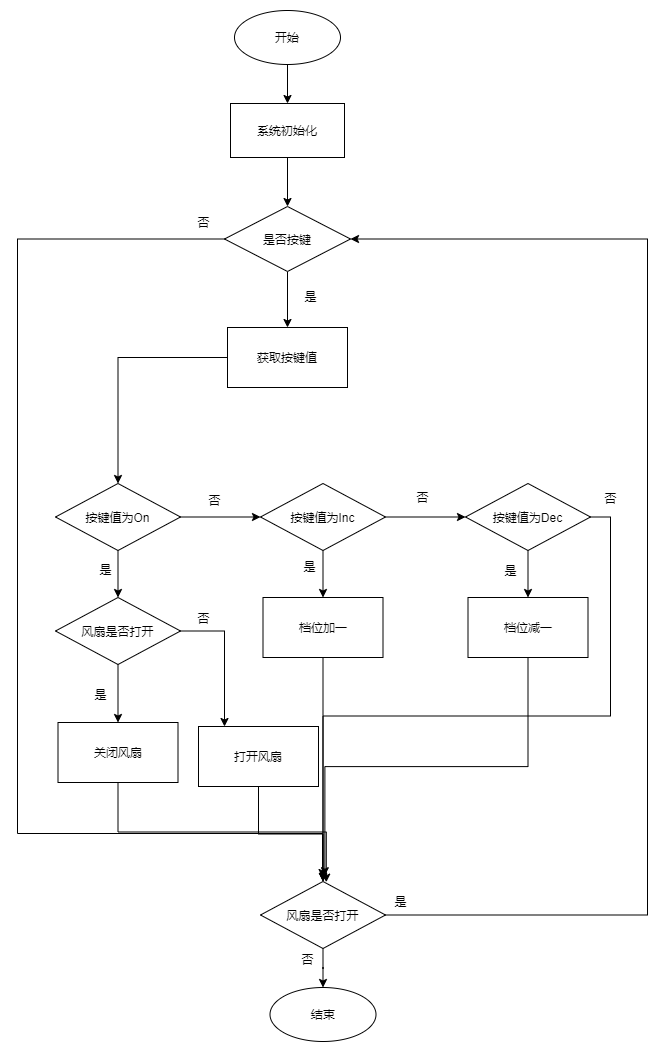 开始
系统初始化
否
是否按键
是
获取按键值
按键值为On
否
按键值为Inc
否
按键值为Dec
否
是
是
是
风扇是否打开
否
档位加一
档位减一
是
关闭风扇
打开风扇
风扇是否打开
是
否
结束